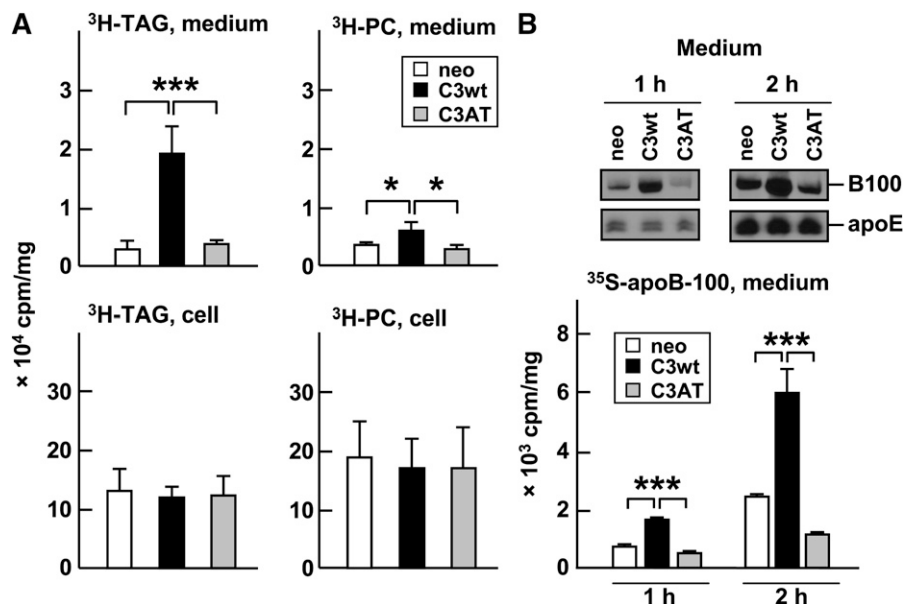 A
³H-TAG, medium
³H-PC, medium
neo
C3wt
C3AT
3
2
1
0
***
3
2
1
0
*
*
³H-TAG, cell
³H-PC, cell
× 10⁴ cpm/mg
30
20
10
0
30
20
10
0
B
Medium
1 h
2 h
neo
C3wt
C3AT
neo
C3wt
C3AT
B100
apoE
³⁵S-apoB-100, medium
neo
C3wt
C3AT
× 10³ cpm/mg
8
6
4
2
0
***
***
1 h
2 h